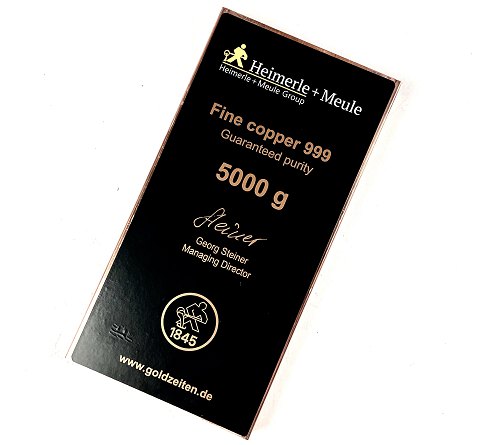 Heimerle + Meule
Heimerle + Meule Group
Fine copper 999
Guaranteed purity
5000 g
Steiner
Georg Steiner
Managing Director
1845
www.goldzeiten.de